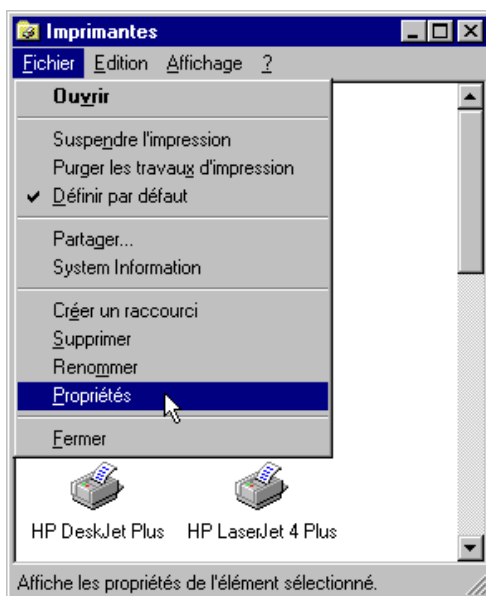 Imprimantes
Fichier Edition Affichage ?
Ouvrir
Suspendre l'impression
Purger les travaux d'impression
Définir par défaut
Partager...
System Information
Créer un raccourci
Supprimer
Renommer
Propriétés
Fermer
HP DeskJet Plus HP LaserJet 4 Plus
Affiche les propriétés de l'élément sélectionné.